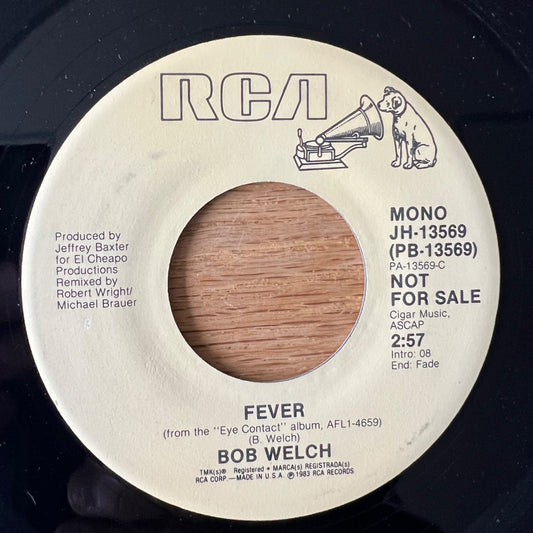 RCA
Produced by
Jeffrey Baxter
for El Cheapo
Productions
Remixed by
Robert Wright/
Michael Brauer
MONO
JH-13569
(PB-13569)
PA-13569-C
NOT
FOR SALE
Cigar Music,
ASCAP
2:57
Intro: 08
End: Fade
FEVER
(from the "Eye Contact" album, AFL1-4659)
(B. Welch)
BOB WELCH
TMK(s)® Registered • MARCA(s) REGISTRADA(s)
RCA CORP.—MADE IN U.S.A. ℗1983 RCA RECORDS